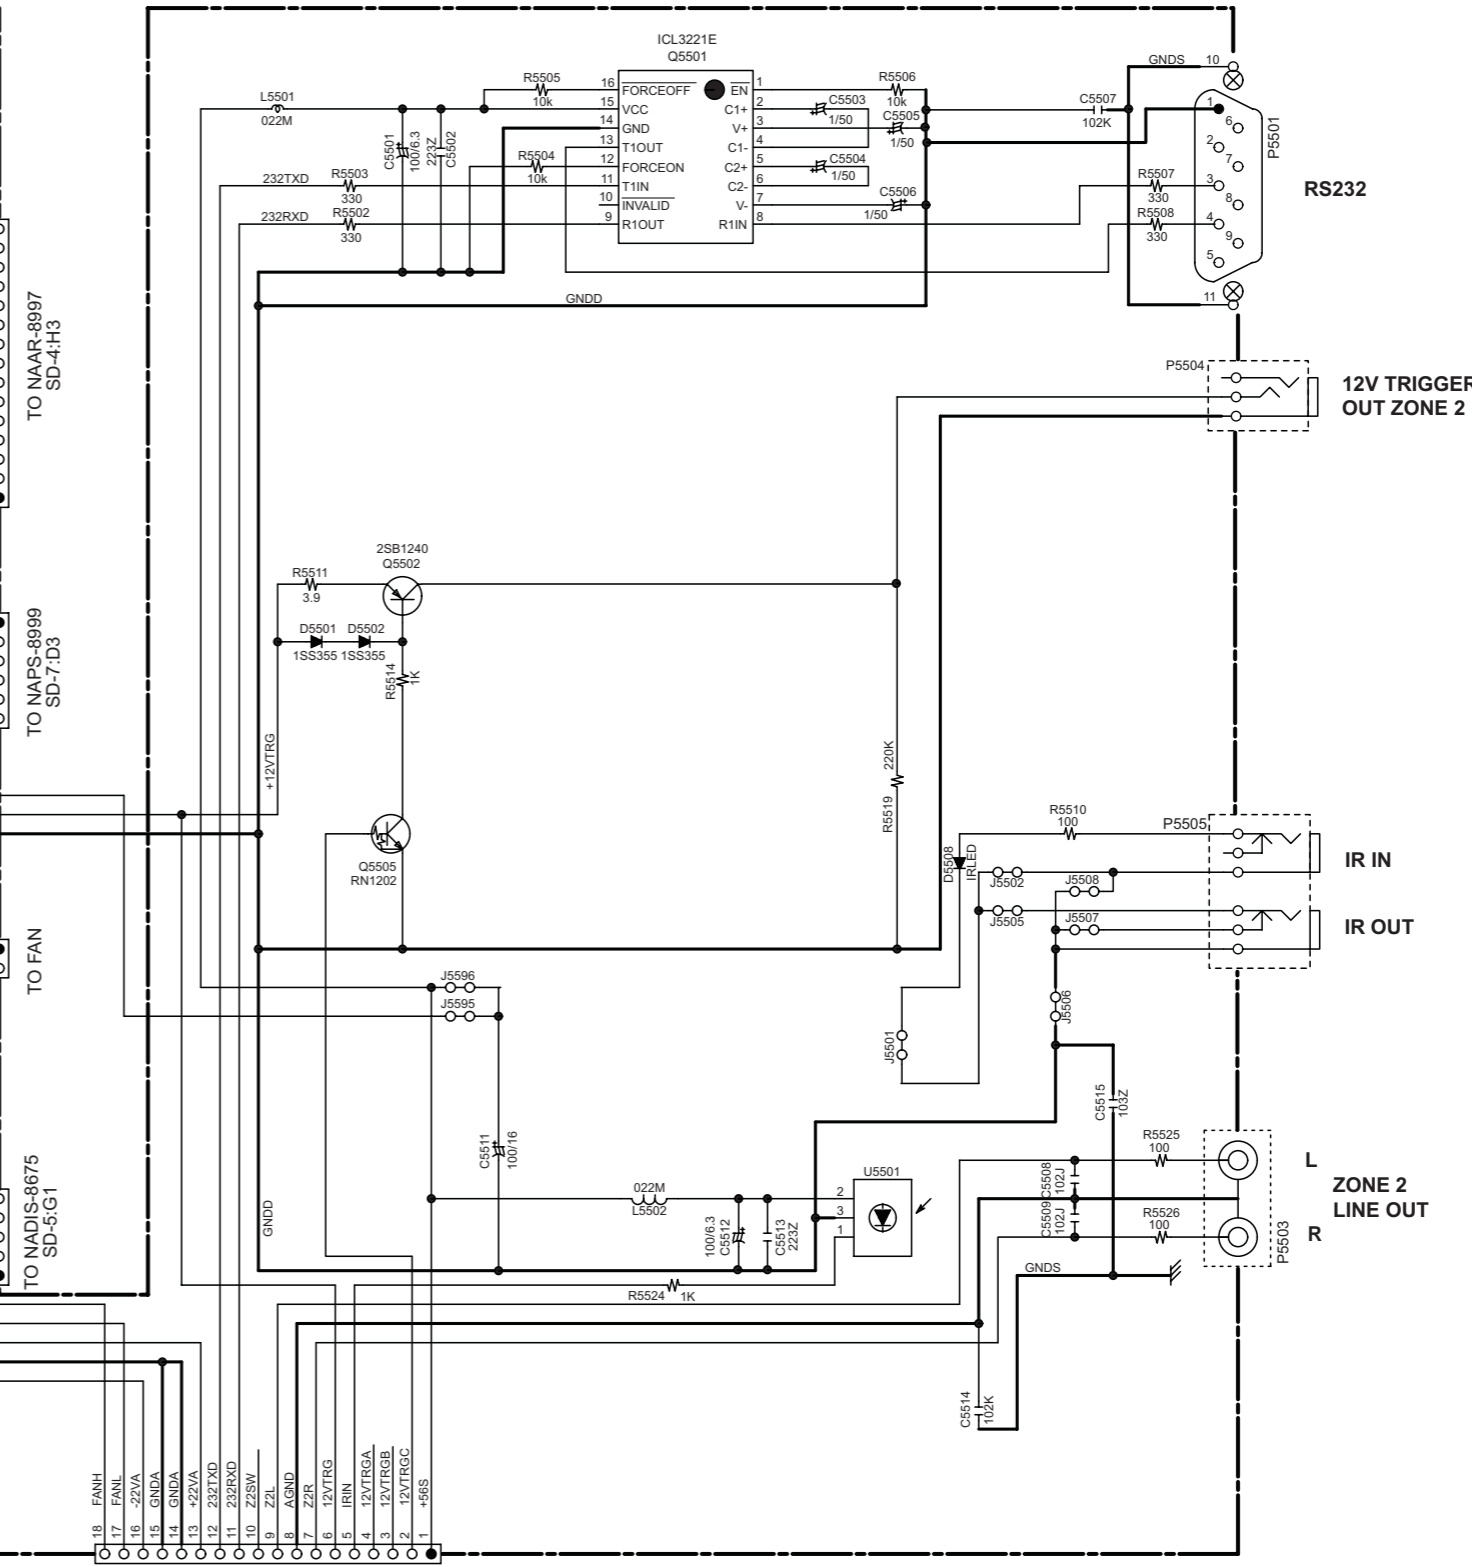 ICL3221E
Q5501
16 FORCEOFF
15 VCC
14 GND
13 T1OUT
12 FORCEON
11 T1IN
10 INVALID
9 R1OUT
EN 1
C1+ 2
V+ 3
C1- 4
C2+ 5
C2- 6
V- 7
R1IN 8
L5501
022M
R5505
10k
C5501
100/6.3
223Z
C5502
R5504
10k
232TXD
R5503
330
232RXD
R5502
330
R5506
10k
C5503
1/50
C5505
1/50
C5504
1/50
C5506
1/50
C5507
102K
GNDS
10
1
6
2
7
3
8
4
9
5
11
P5501
RS232
R5507
330
R5508
330
GNDD
TO NAAR-8997
SD-4:H3
P5504
12V TRIGGER
OUT ZONE 2
2SB1240
Q5502
R5511
3.9
D5501
1SS355
D5502
1SS355
R5514
1K
+12VTRG
TO NAPS-8999
SD-7:D3
Q5505
RN1202
220K
R5519
R5510
100
P5505
D5508
IRLED
J5502
J5508
J5505
J5507
IR IN
IR OUT
TO FAN
J5596
J5595
J5506
J5501
C5511
100/16
C5515
103Z
TO NADIS-8675
SD-5:G1
GNDD
022M
L5502
100/6.3
C5512
C5513
223Z
U5501
2
3
1
R5524
1K
C5508
102J
C5509
102J
R5525
100
R5526
100
L
ZONE 2
LINE OUT
R
P5503
GNDS
C5514
102K
18 FANH
17 FANL
16 -22VA
15 GNDA
14 GNDA
13 +22VA
12 232TXD
11 232RXD
10 Z2SW
9 Z2L
8 AGND
7 Z2R
6 12VTRG
5 IRIN
4 12VTRGA
3 12VTRGB
2 12VTRGC
1 +56S